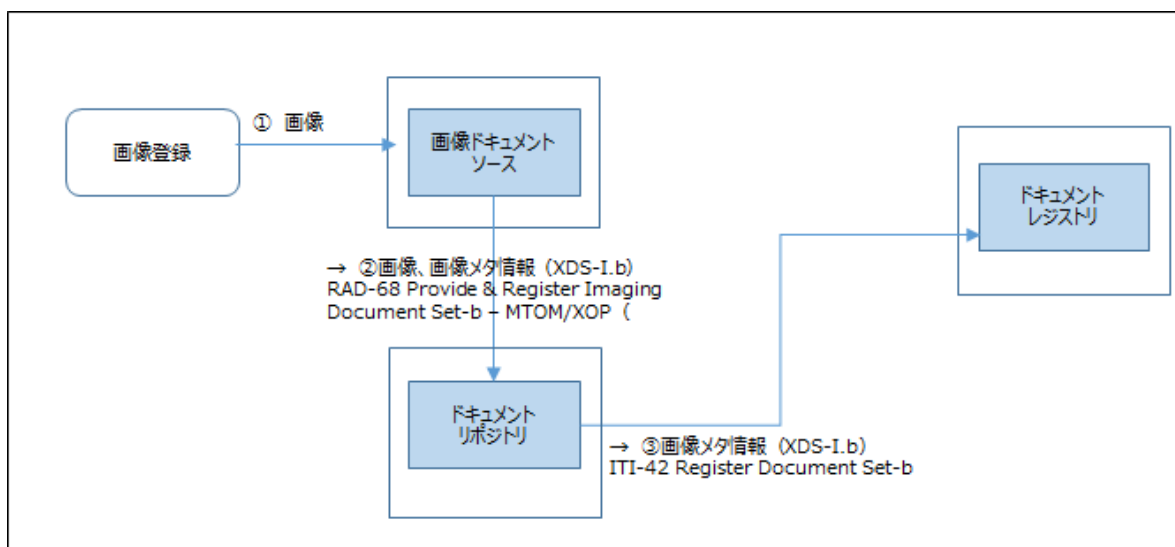 画像登録
① 画像
画像ドキュメント
ソース
ドキュメント
レジストリ
→ ②画像、画像メタ情報（XDS-I.b）
RAD-68 Provide & Register Imaging
Document Set-b – MTOM/XOP（
ドキュメント
リポジトリ
→ ③画像メタ情報（XDS-I.b）
ITI-42 Register Document Set-b